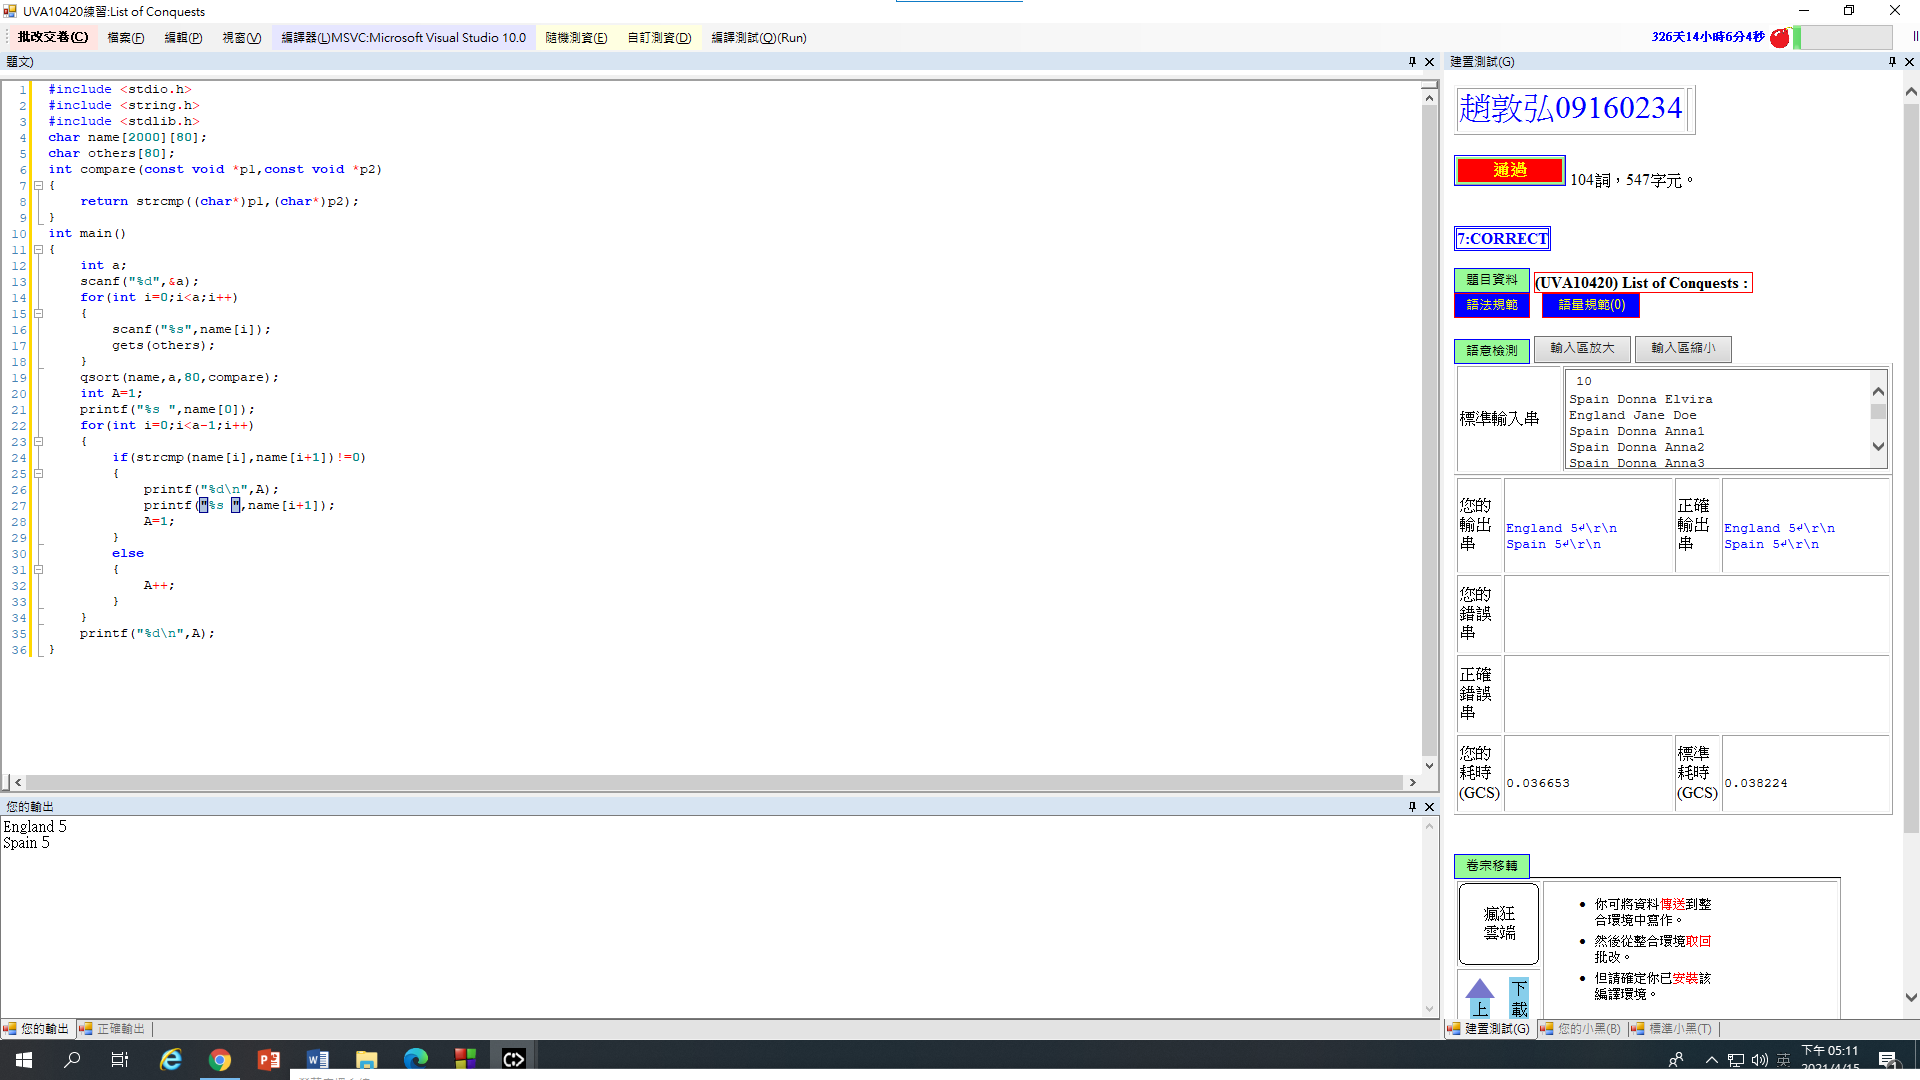 UVA10420練習:List of Conquests
批改交卷(C) 檔案(F) 編輯(P) 視窗(V) 編譯器(L)MSVC:Microsoft Visual Studio 10.0 隨機測資(E) 自訂測資(D) 編譯測試(Q)(Run)
326天14小時6分4秒
題文)
1 #include <stdio.h>
2 #include <string.h>
3 #include <stdlib.h>
4 char name[2000][80];
5 char others[80];
6 int compare(const void *p1,const void *p2)
7 {
8 return strcmp((char*)p1,(char*)p2);
9 }
10 int main()
11 {
12 int a;
13 scanf("%d",&a);
14 for(int i=0;i<a;i++)
15 {
16 scanf("%s",name[i]);
17 gets(others);
18 }
19 qsort(name,a,80,compare);
20 int A=1;
21 printf("%s ",name[0]);
22 for(int i=0;i<a-1;i++)
23 {
24 if(strcmp(name[i],name[i+1])!=0)
25 {
26 printf("%d\n",A);
27 printf("%s ",name[i+1]);
28 A=1;
29 }
30 else
31 {
32 A++;
33 }
34 }
35 printf("%d\n",A);
36 }
您的輸出
England 5
Spain 5
您的輸出 正確輸出
建置測試(G)
趙敦弘09160234
通過 104詞，547字元。
7:CORRECT
題目資料 (UVA10420) List of Conquests :
語法規範 語量規範(0)
語意檢測 輸入區放大 輸入區縮小
標準輸入串
10
Spain Donna Elvira
England Jane Doe
Spain Donna Anna1
Spain Donna Anna2
Spain Donna Anna3
您的輸出串
England 5↵\r\n
Spain 5↵\r\n
正確輸出串
England 5↵\r\n
Spain 5↵\r\n
您的錯誤串
正確錯誤串
您的耗時(GCS) 0.036653 標準耗時(GCS) 0.038224
卷宗移轉
瘋狂
雲端
你可將資料傳送到整
合環境中寫作。
然後從整合環境取回
批改。
但請確定你已安裝該
編譯環境。
上 下載
建置測試(G) 您的小黑(B) 標準小黑(T)
英
下午 05:11
2021/4/15